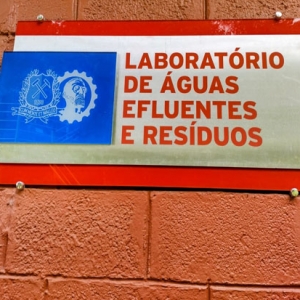 LABORATÓRIO
DE ÁGUAS
EFLUENTES
E RESÍDUOS